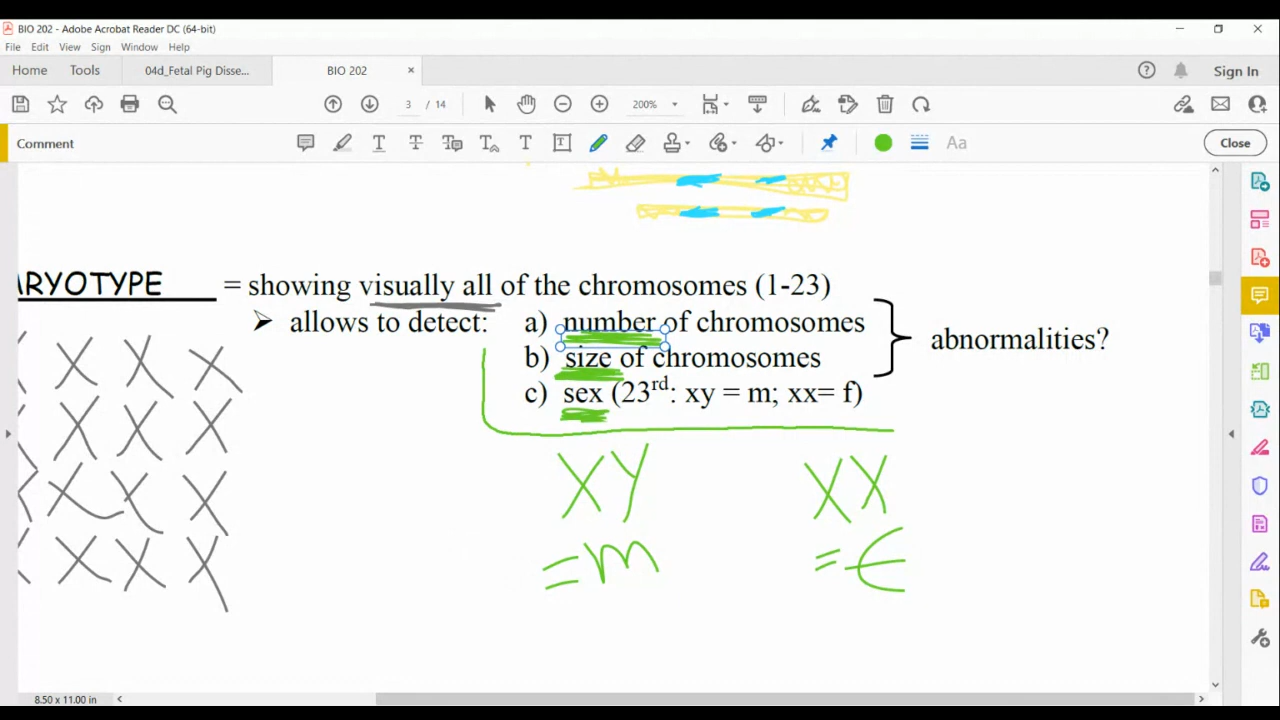 BIO 202 - Adobe Acrobat Reader DC (64-bit)
File Edit View Sign Window Help
Home Tools 04d_Fetal Pig Disse... BIO 202 × Sign In
3 / 14 200%
Comment Aa Close
ARYOTYPE = showing visually all of the chromosomes (1-23)
➤ allows to detect: a) number of chromosomes
b) size of chromosomes
abnormalities?
c) sex (23rd: xy = m; xx= f)
XY XX
= m = €
8.50 x 11.00 in